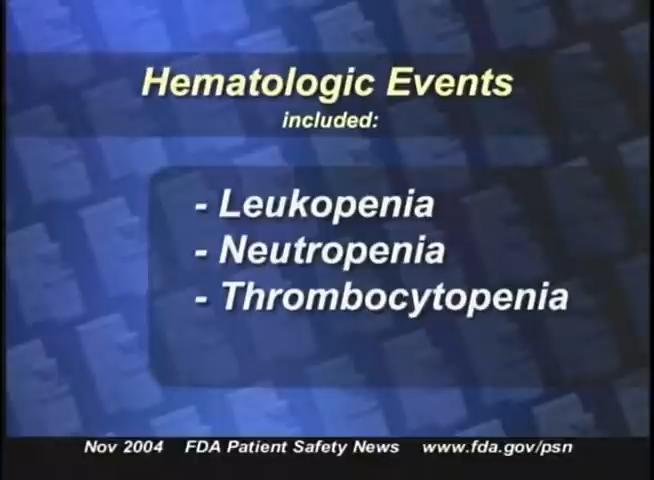 Hematologic Events
included:
- Leukopenia
- Neutropenia
- Thrombocytopenia
Nov 2004 FDA Patient Safety News www.fda.gov/psn